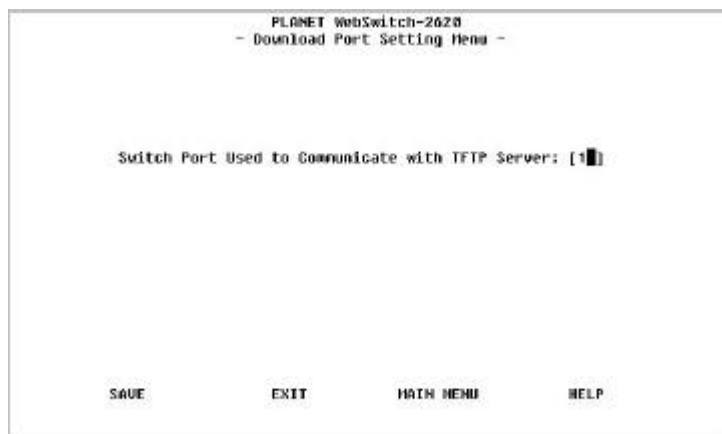 PLANET WebSwitch-2620
- Download Port Setting Menu -
Switch Port Used to Communicate with TFTP Server: [1 ]
SAVE EXIT MAIN MENU HELP